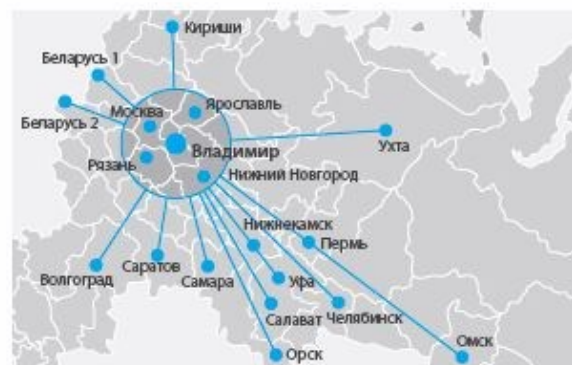 Кириши
Беларусь 1
Беларусь 2
Москва
Ярославль
Владимир
Рязань
Нижний Новгород
Ухта
Нижнекамск
Пермь
Волгоград
Саратов
Самара
Уфа
Салават
Челябинск
Орск
Омск